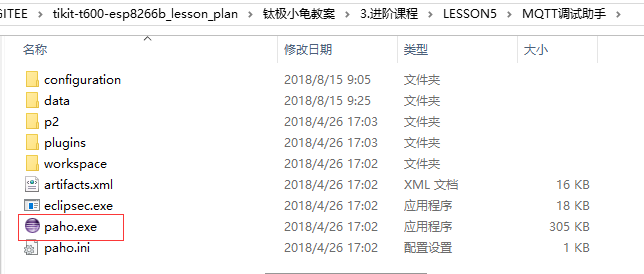 GITEE > tikit-t600-esp8266b_lesson_plan > 钛极小龟教案 > 3.进阶课程 > LESSON5 > MQTT调试助手 >
名称 修改日期 类型 大小
configuration 2018/8/15 9:05 文件夹
data 2018/8/15 9:25 文件夹
p2 2018/4/26 17:03 文件夹
plugins 2018/4/26 17:03 文件夹
workspace 2018/4/26 17:02 文件夹
artifacts.xml 2018/4/26 17:02 XML 文档 16 KB
eclipsec.exe 2018/4/26 17:02 应用程序 18 KB
paho.exe 2018/4/26 17:02 应用程序 305 KB
paho.ini 2018/4/26 17:02 配置设置 1 KB